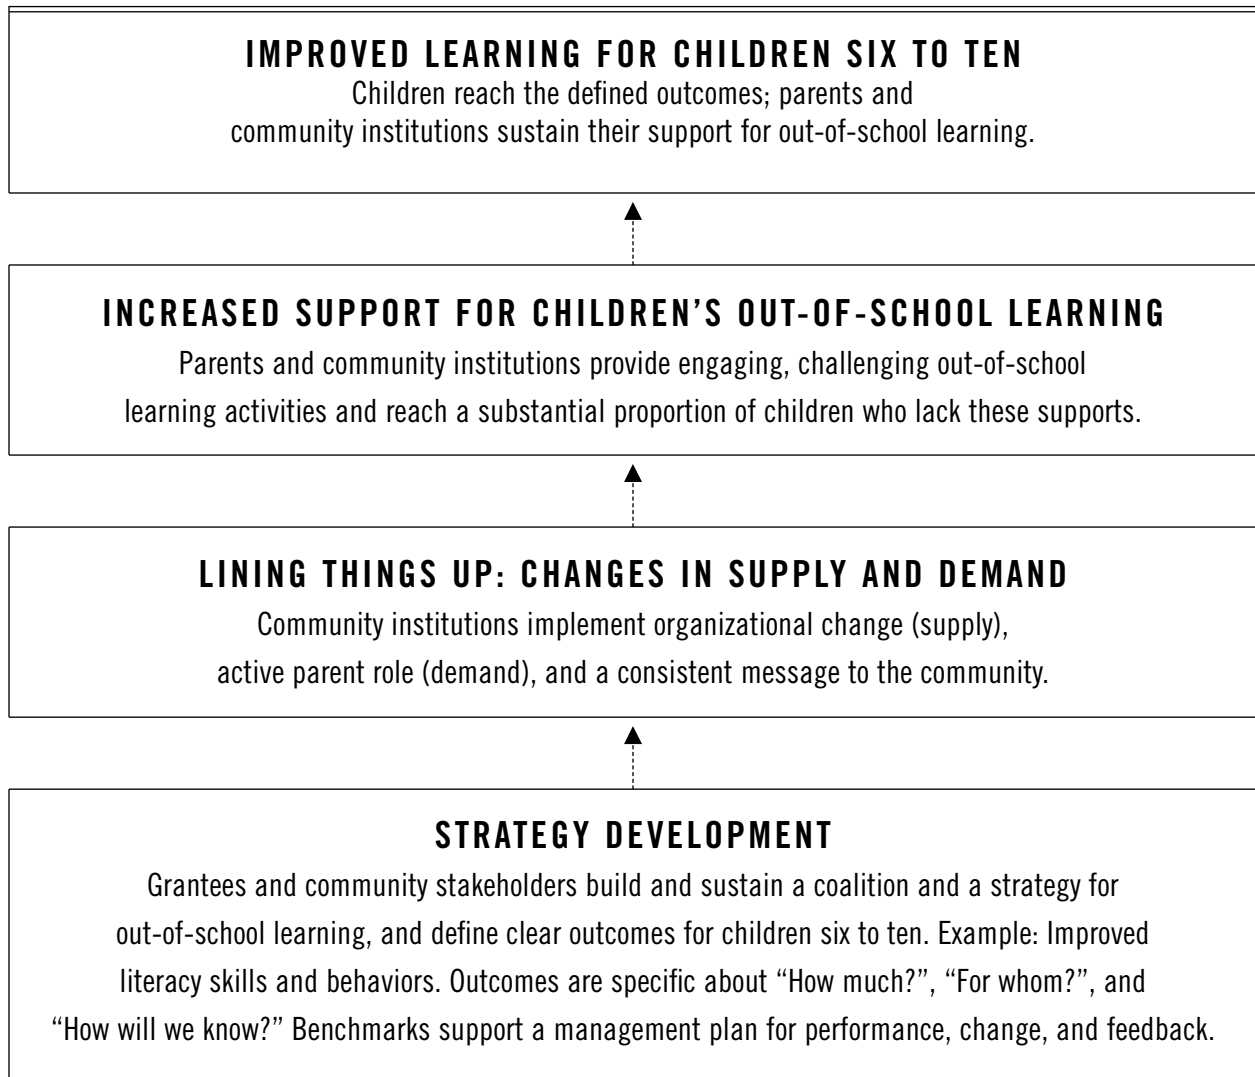 IMPROVED LEARNING FOR CHILDREN SIX TO TEN
Children reach the defined outcomes; parents and
community institutions sustain their support for out-of-school learning.
INCREASED SUPPORT FOR CHILDREN’S OUT-OF-SCHOOL LEARNING
Parents and community institutions provide engaging, challenging out-of-school
learning activities and reach a substantial proportion of children who lack these supports.
LINING THINGS UP: CHANGES IN SUPPLY AND DEMAND
Community institutions implement organizational change (supply),
active parent role (demand), and a consistent message to the community.
STRATEGY DEVELOPMENT
Grantees and community stakeholders build and sustain a coalition and a strategy for
out-of-school learning, and define clear outcomes for children six to ten. Example: Improved
literacy skills and behaviors. Outcomes are specific about “How much?”, “For whom?”, and
“How will we know?” Benchmarks support a management plan for performance, change, and feedback.